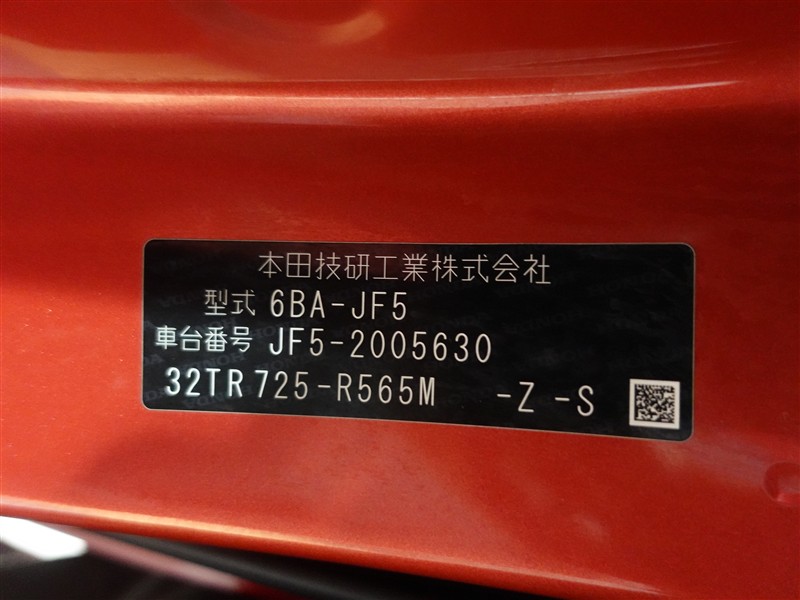 本田技研工業株式会社
型式 6BA-JF5
車台番号 JF5-2005630
32TR725-R565M -Z -S